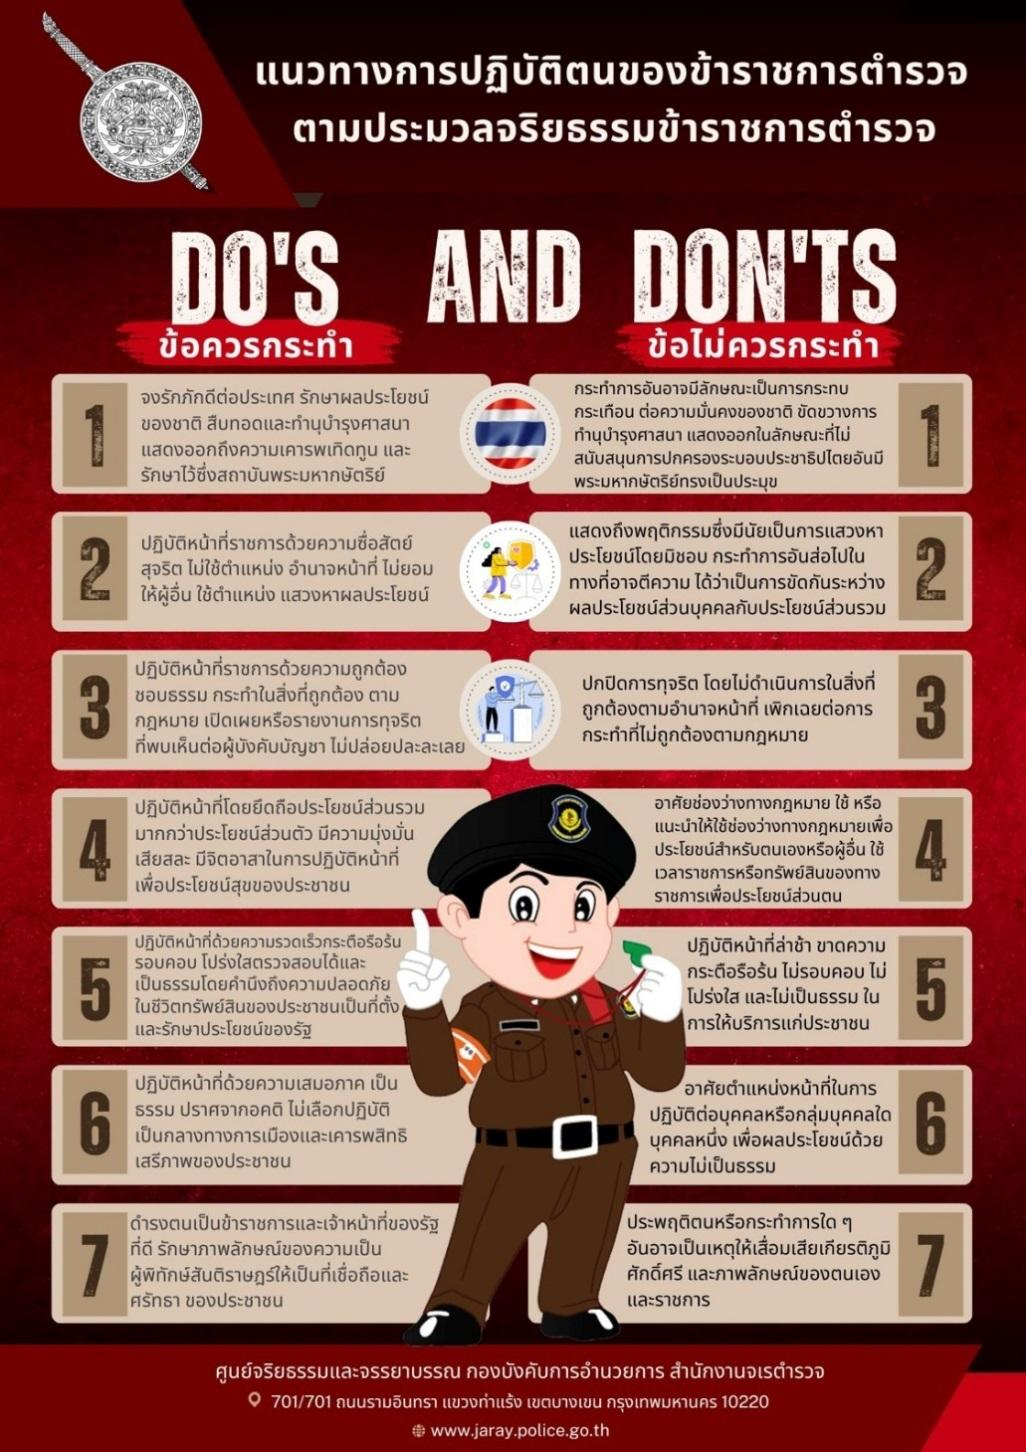 แนวทางการปฏิบัติตนของข้าราชการตำรวจ
ตามประมวลจริยธรรมข้าราชการตำรวจ
DO'S AND DON'TS
ข้อควรกระทำ
ข้อไม่ควรกระทำ
1
จงรักภักดีต่อประเทศ รักษาผลประโยชน์
ของชาติ สืบทอดและทำนุบำรุงศาสนา
แสดงออกถึงความเคารพเทิดทูน และ
รักษาไว้ซึ่งสถาบันพระมหากษัตริย์
กระทำการอันอาจมีลักษณะเป็นการกระทบ
กระเทือน ต่อความมั่นคงของชาติ ขัดขวางการ
ทำนุบำรุงศาสนา แสดงออกในลักษณะที่ไม่
สนับสนุนการปกครองระบอบประชาธิปไตยอันมี
พระมหากษัตริย์ทรงเป็นประมุข
1
2
ปฏิบัติหน้าที่ราชการด้วยความซื่อสัตย์
สุจริต ไม่ใช้ตำแหน่ง อำนาจหน้าที่ ไม่ยอม
ให้ผู้อื่น ใช้ตำแหน่ง แสวงหาผลประโยชน์
แสดงถึงพฤติกรรมซึ่งมีนัยเป็นการแสวงหา
ประโยชน์โดยมิชอบ กระทำการอันส่อไปใน
ทางที่อาจตีความ ได้ว่าเป็นการขัดกันระหว่าง
ผลประโยชน์ส่วนบุคคลกับประโยชน์ส่วนรวม
2
3
ปฏิบัติหน้าที่ราชการด้วยความถูกต้อง
ชอบธรรม กระทำในสิ่งที่ถูกต้อง ตาม
กฎหมาย เปิดเผยหรือรายงานการทุจริต
ที่พบเห็นต่อผู้บังคับบัญชา ไม่ปล่อยปละละเลย
ปกปิดการทุจริต โดยไม่ดำเนินการในสิ่งที่
ถูกต้องตามอำนาจหน้าที่ เพิกเฉยต่อการ
กระทำที่ไม่ถูกต้องตามกฎหมาย
3
4
ปฏิบัติหน้าที่โดยยึดถือประโยชน์ส่วนรวม
มากกว่าประโยชน์ส่วนตัว มีความมุ่งมั่น
เสียสละ มีจิตอาสาในการปฏิบัติหน้าที่
เพื่อประโยชน์สุขของประชาชน
อาศัยช่องว่างทางกฎหมาย ใช้ หรือ
แนะนำให้ใช้ช่องว่างทางกฎหมายเพื่อ
ประโยชน์สำหรับตนเองหรือผู้อื่น ใช้
เวลาราชการหรือทรัพย์สินของทาง
ราชการเพื่อประโยชน์ส่วนตน
4
5
ปฏิบัติหน้าที่ด้วยความรวดเร็วกระตือรือร้น
รอบคอบ โปร่งใสตรวจสอบได้และ
เป็นธรรมโดยคำนึงถึงความปลอดภัย
ในชีวิตทรัพย์สินของประชาชนเป็นที่ตั้ง
และรักษาประโยชน์ของรัฐ
ปฏิบัติหน้าที่ล่าช้า ขาดความ
กระตือรือร้น ไม่รอบคอบ ไม่
โปร่งใส และไม่เป็นธรรม ใน
การให้บริการแก่ประชาชน
5
6
ปฏิบัติหน้าที่ด้วยความเสมอภาค เป็น
ธรรม ปราศจากอคติ ไม่เลือกปฏิบัติ
เป็นกลางทางการเมืองและเคารพสิทธิ
เสรีภาพของประชาชน
อาศัยตำแหน่งหน้าที่ในการ
ปฏิบัติต่อบุคคลหรือกลุ่มบุคคลใด
บุคคลหนึ่ง เพื่อผลประโยชน์ด้วย
ความไม่เป็นธรรม
6
7
ดำรงตนเป็นข้าราชการและเจ้าหน้าที่ของรัฐ
ที่ดี รักษาภาพลักษณ์ของความเป็น
ผู้พิทักษ์สันติราษฎร์ให้เป็นที่เชื่อถือและ
ศรัทธา ของประชาชน
ประพฤติตนหรือกระทำการใด ๆ
อันอาจเป็นเหตุให้เสื่อมเสียเกียรติภูมิ
ศักดิ์ศรี และภาพลักษณ์ของตนเอง
และราชการ
7
ศูนย์จริยธรรมและจรรยาบรรณ กองบังคับการอำนวยการ สำนักงานจเรตำรวจ
701/701 ถนนรามอินทรา แขวงท่าแร้ง เขตบางเขน กรุงเทพมหานคร 10220
www.jaray.police.go.th